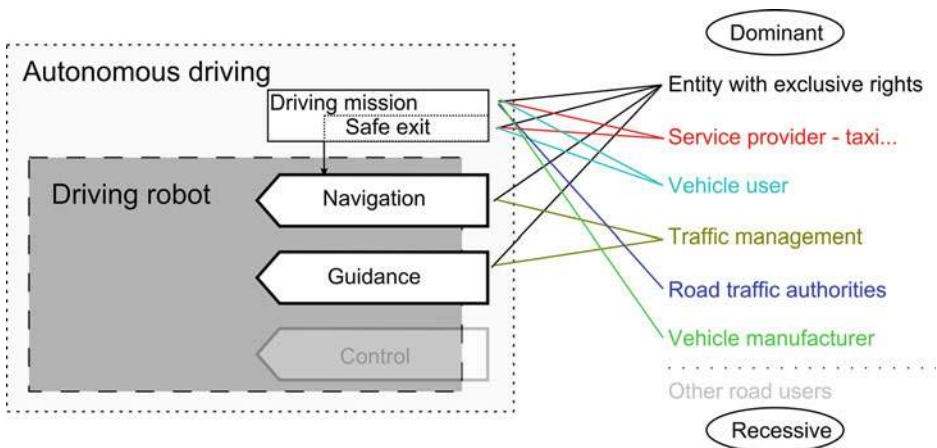 Autonomous driving
Driving mission
Safe exit
Driving robot
Navigation
Guidance
Control
Dominant
Entity with exclusive rights
Service provider - taxi...
Vehicle user
Traffic management
Road traffic authorities
Vehicle manufacturer
Other road users
Recessive